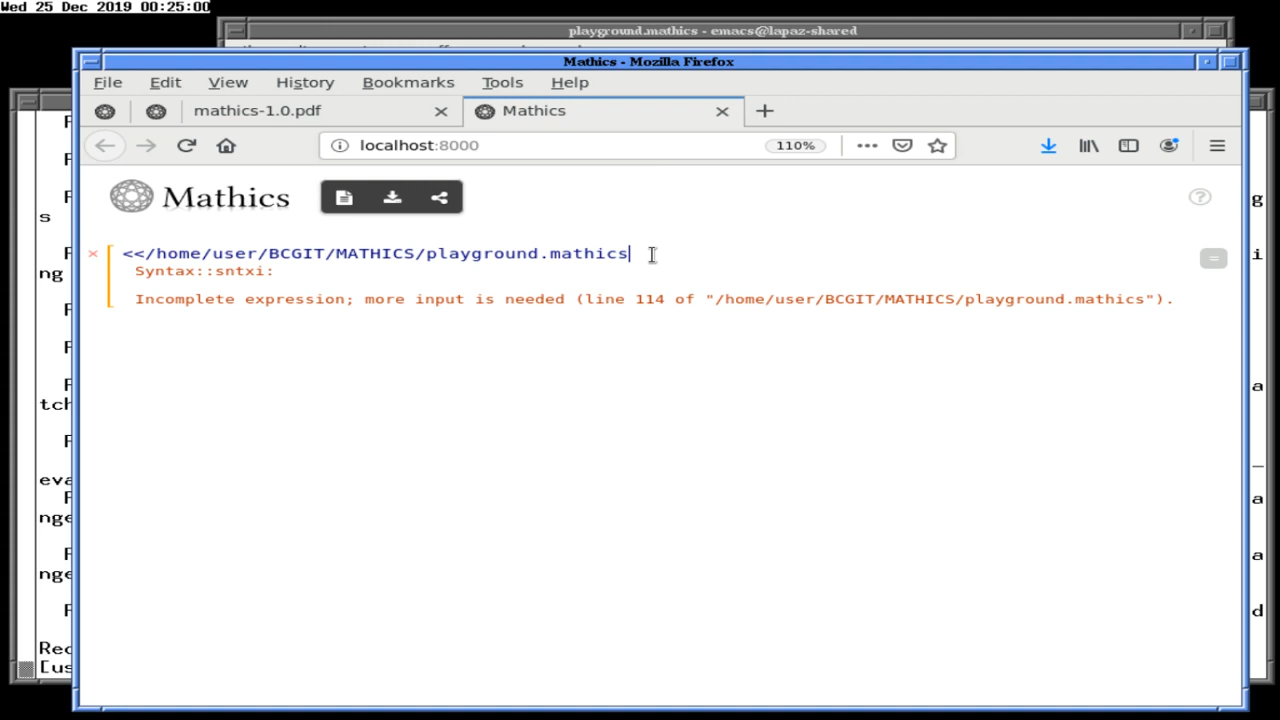 Wed 25 Dec 2019 00:25:00
playground.mathics - emacs@lapaz-shared
Mathics - Mozilla Firefox
File Edit View History Bookmarks Tools Help
mathics-1.0.pdf Mathics
localhost:8000 110%
Mathics
<</home/user/BCGIT/MATHICS/playground.mathics
Syntax::sntxi:
Incomplete expression; more input is needed (line 114 of "/home/user/BCGIT/MATHICS/playground.mathics").